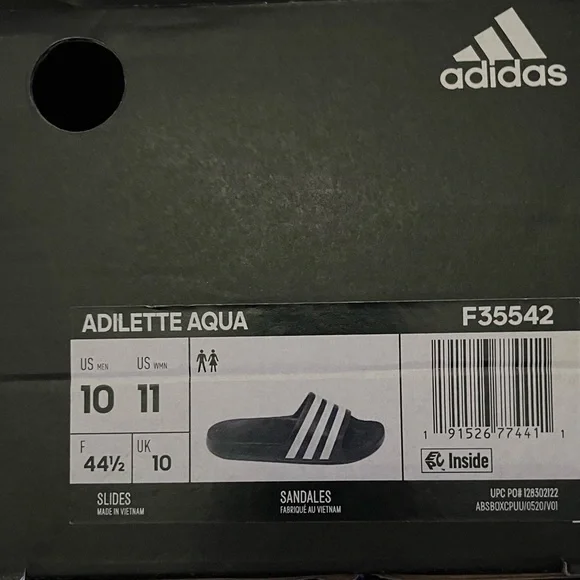 adidas
ADILETTE AQUA F35542
US MEN US WMN
10 11
F UK
44½ 10
1 91526 77441 1
Inside
SLIDES
MADE IN VIETNAM
SANDALES
FABRIQUÉ AU VIETNAM
UPC PO# 128302122
ABSBOXCPUU/0520/V01